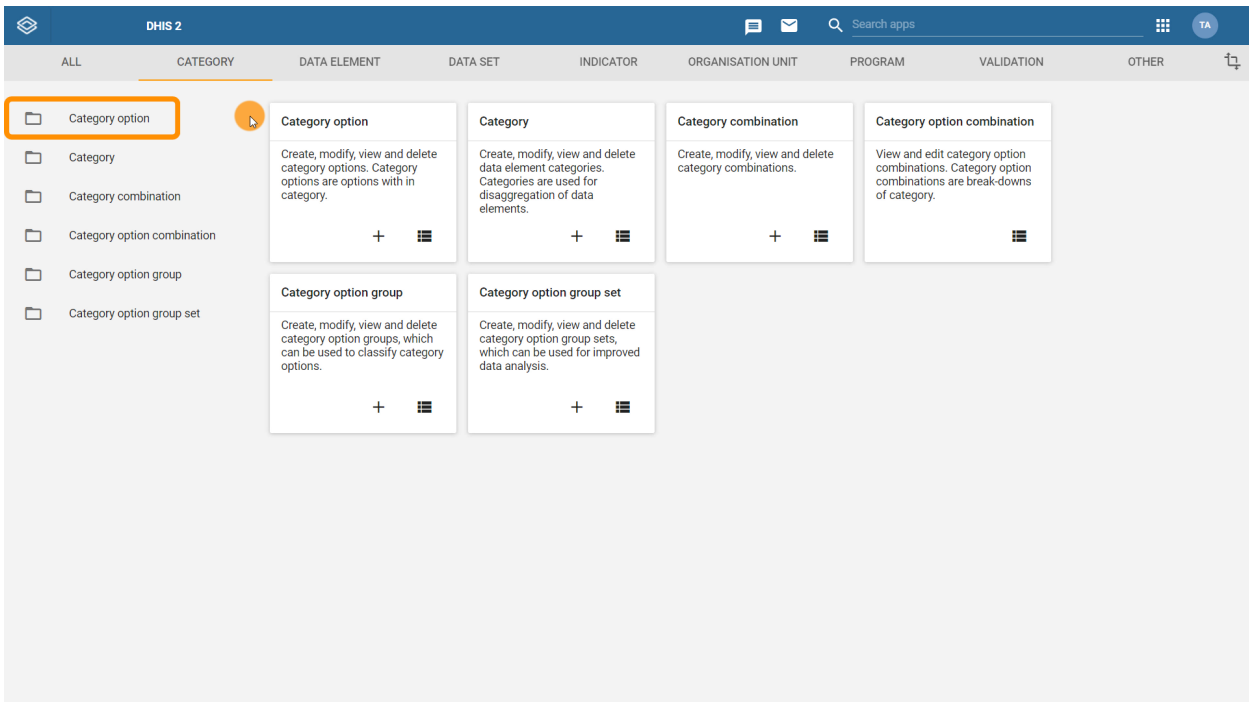 DHIS 2
Search apps
TA
ALL
CATEGORY
DATA ELEMENT
DATA SET
INDICATOR
ORGANISATION UNIT
PROGRAM
VALIDATION
OTHER
Category option
Category
Category combination
Category option combination
Category option group
Category option group set
Category option
Create, modify, view and delete
category options. Category
options are options with in
category.
Category
Create, modify, view and delete
data element categories.
Categories are used for
disaggregation of data
elements.
Category combination
Create, modify, view and delete
category combinations.
Category option combination
View and edit category option
combinations. Category option
combinations are break-downs
of category.
Category option group
Create, modify, view and delete
category option groups, which
can be used to classify category
options.
Category option group set
Create, modify, view and delete
category option group sets,
which can be used for improved
data analysis.